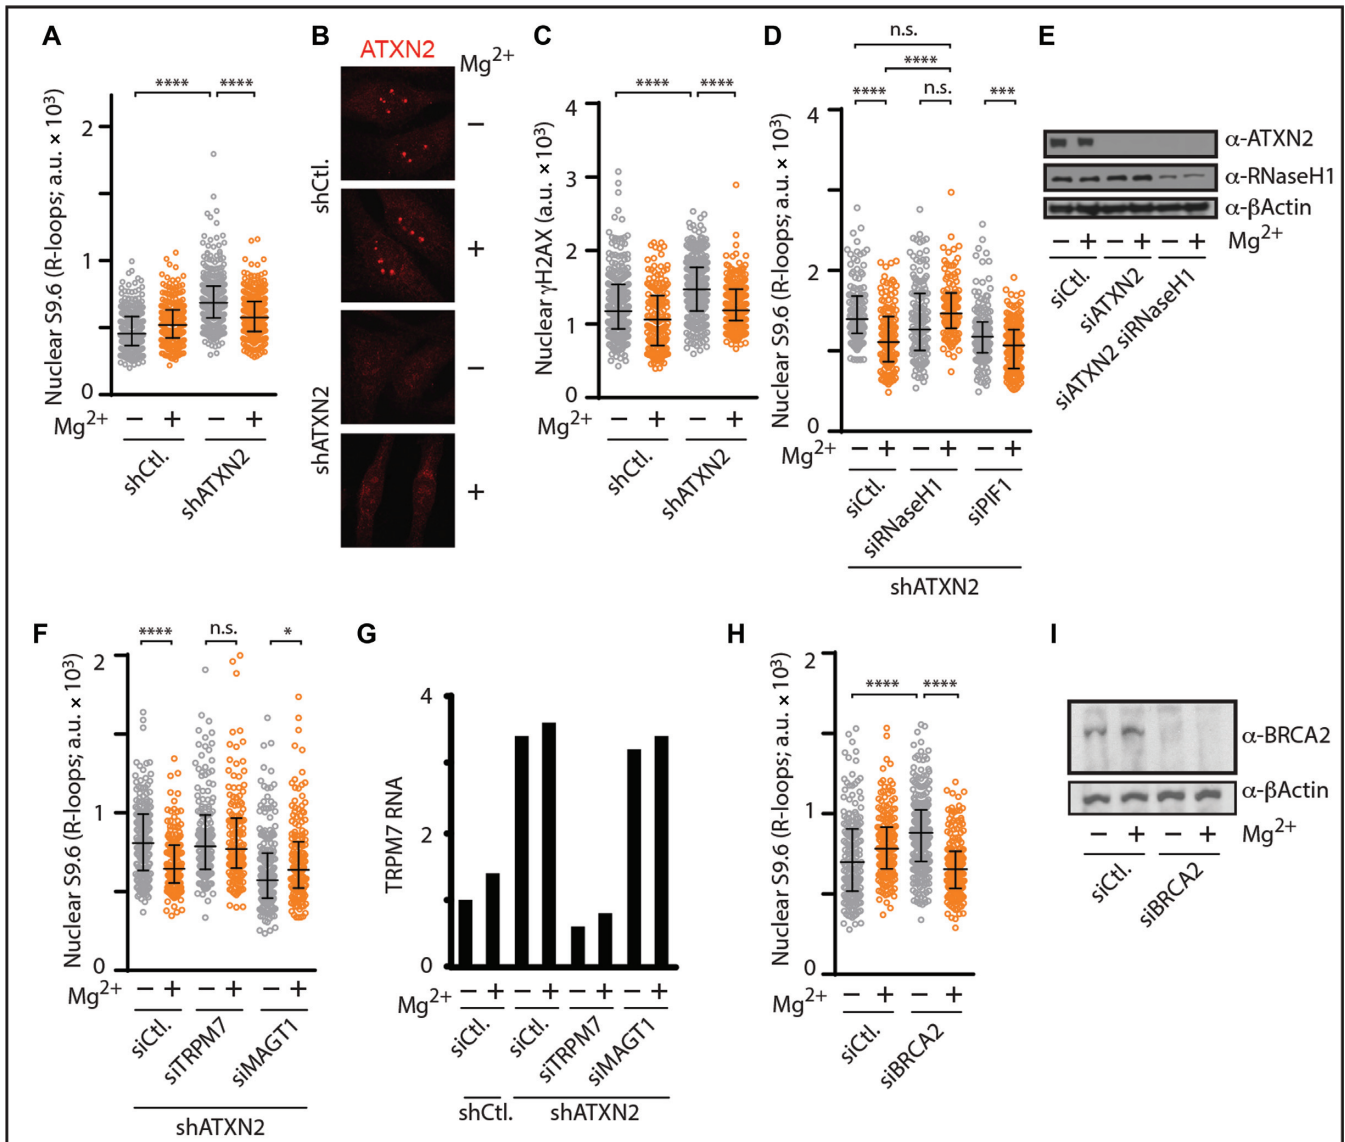 A
Nuclear S9.6 (R-loops; a.u. × 10³)
2
1
0
****
****
Mg²⁺
− + − +
shCtl.
shATXN2
B
ATXN2
Mg²⁺
shCtl.
−
+
shATXN2
−
+
C
Nuclear γH2AX (a.u. × 10³)
4
3
2
1
0
****
****
Mg²⁺
− + − +
shCtl.
shATXN2
D
Nuclear S9.6 (R-loops; a.u. × 10³)
4
2
0
n.s.
****
****
n.s.
***
Mg²⁺
− + − + − +
siCtl.
siRNaseH1
siPIF1
shATXN2
E
α-ATXN2
α-RNaseH1
α-βActin
− + − + − + Mg²⁺
siCtl.
siATXN2
siATXN2 siRNaseH1
F
Nuclear S9.6 (R-loops; a.u. × 10³)
2
1
0
****
n.s.
*
Mg²⁺
− + − + − +
siCtl.
siTRPM7
siMAGT1
shATXN2
G
TRPM7 RNA
4
2
0
Mg²⁺
− + − + − + − +
siCtl.
siCtl.
siTRPM7
siMAGT1
shCtl.
shATXN2
H
Nuclear S9.6 (R-loops; a.u. × 10³)
2
1
0
****
****
Mg²⁺
− + − +
siCtl.
siBRCA2
I
α-BRCA2
α-βActin
− + − + Mg²⁺
siCtl.
siBRCA2